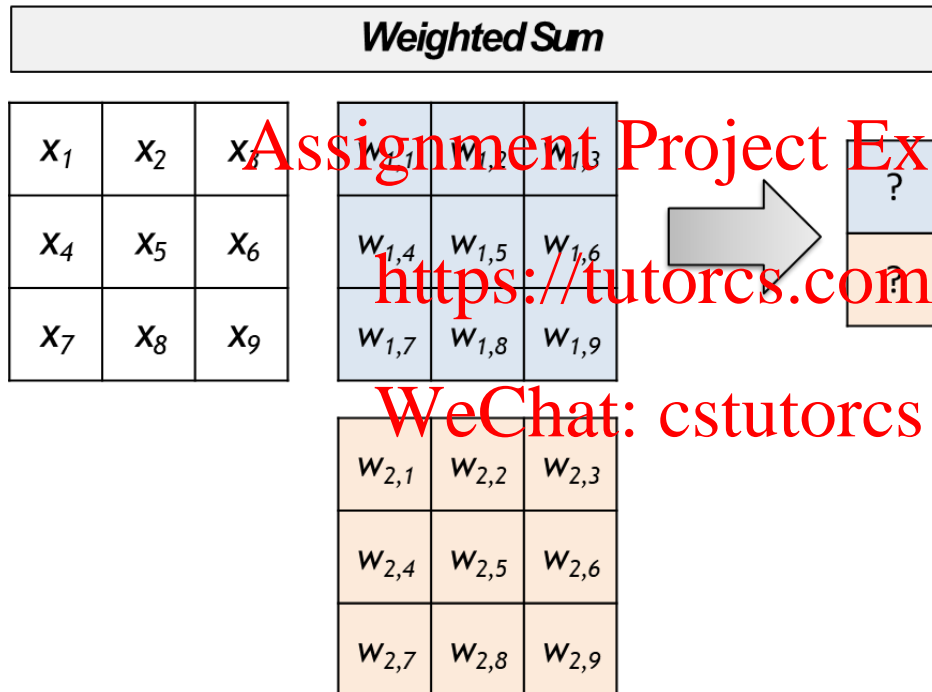 Weighted Sum
x1 x2 x3 w1,1 w1,2 w1,3
Assignment Project Ex
?
x4 x5 x6 w1,4 w1,5 w1,6
https://tutorcs.com
?
x7 x8 x9 w1,7 w1,8 w1,9
WeChat: cstutorcs
w2,1 w2,2 w2,3
w2,4 w2,5 w2,6
w2,7 w2,8 w2,9